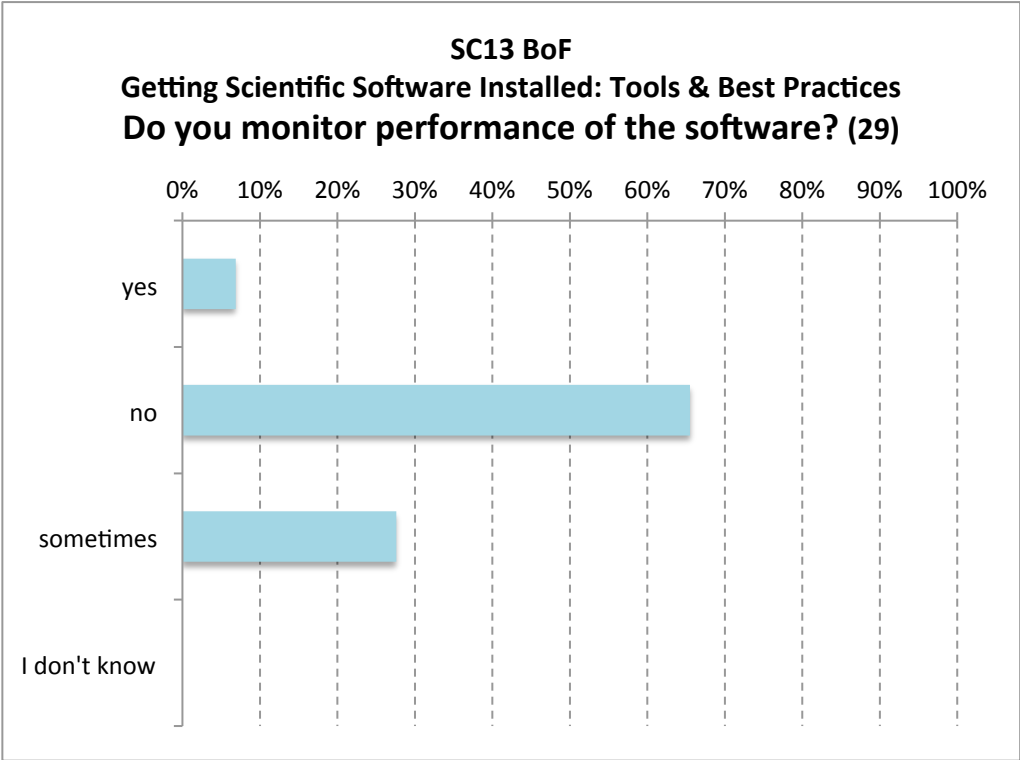 SC13 BoF
Getting Scientific Software Installed: Tools & Best Practices
Do you monitor performance of the software? (29)
0% 10% 20% 30% 40% 50% 60% 70% 80% 90% 100%
yes
no
sometimes
I don't know